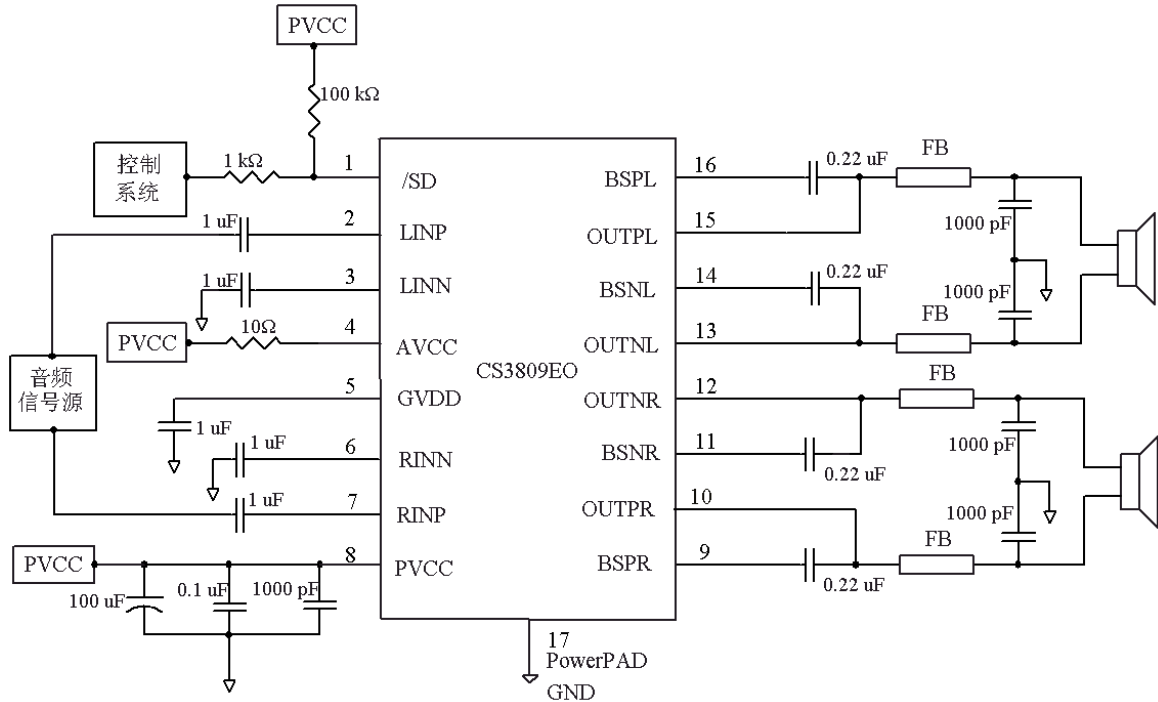 PVCC
100 kΩ
控制
系统
1 kΩ
1
/SD
1 uF
2
LINP
1 uF
3
LINN
PVCC
10Ω
4
AVCC
音频
信号源
5
GVDD
1 uF
1 uF
6
RINN
1 uF
7
RINP
PVCC
8
PVCC
100 uF
0.1 uF
1000 pF
CS3809EO
17
PowerPAD
GND
BSPL
16
0.22 uF
FB
OUTPL
15
1000 pF
BSNL
14
0.22 uF
1000 pF
OUTNL
13
FB
OUTNR
12
FB
BSNR
11
0.22 uF
1000 pF
OUTPR
10
1000 pF
BSPR
9
0.22 uF
FB